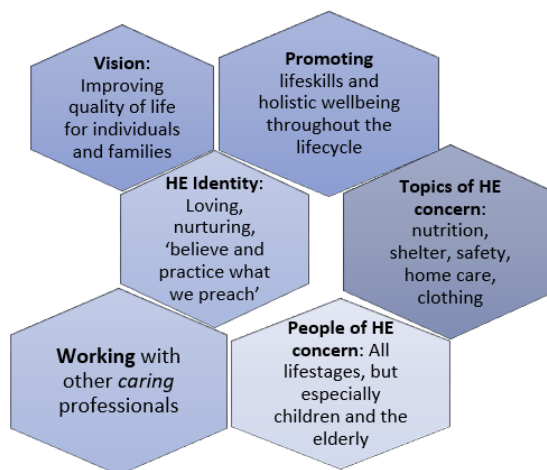 Vision:
Improving
quality of life
for individuals
and families
Promoting
lifeskills and
holistic wellbeing
throughout the
lifecycle
HE Identity:
Loving,
nurturing,
‘believe and
practice what
we preach’
Topics of HE
concern:
nutrition,
shelter, safety,
home care,
clothing
Working with
other caring
professionals
People of HE
concern: All
lifestages, but
especially
children and the
elderly